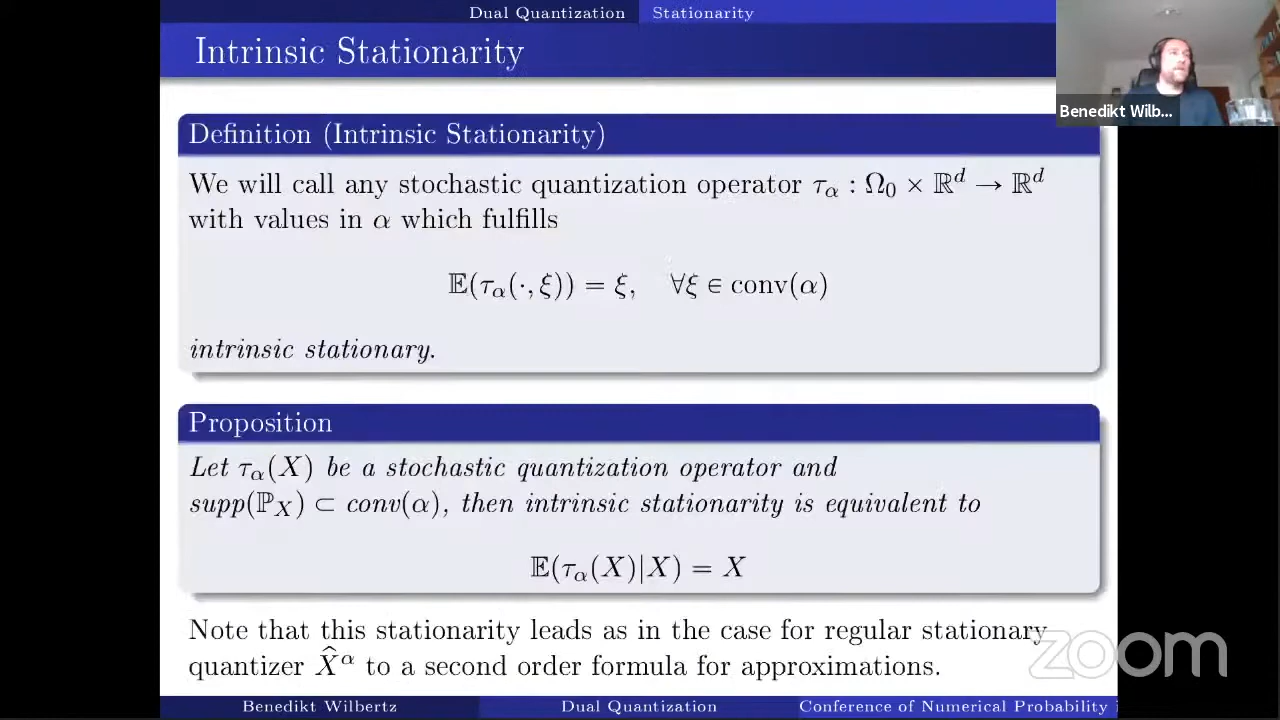 Dual Quantization Stationarity
Intrinsic Stationarity
Benedikt Wilb...
Definition (Intrinsic Stationarity)
We will call any stochastic quantization operator τ_α : Ω₀ × ℝ^d → ℝ^d
with values in α which fulfills
𝔼(τ_α(·, ξ)) = ξ, ∀ξ ∈ conv(α)
intrinsic stationary.
Proposition
Let τ_α(X) be a stochastic quantization operator and
supp(ℙ_X) ⊂ conv(α), then intrinsic stationarity is equivalent to
𝔼(τ_α(X)|X) = X
Note that this stationarity leads as in the case for regular stationary
quantizer X̂^α to a second order formula for approximations.
zoom
Benedikt Wilbertz Dual Quantization Conference of Numerical Probability